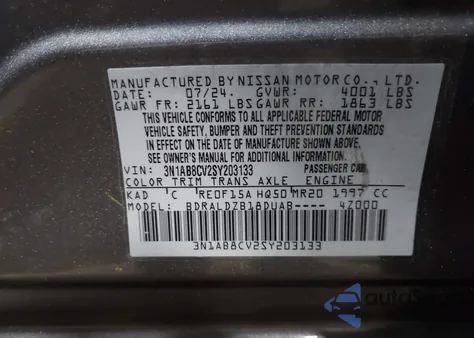 MANUFACTURED BY NISSAN MOTOR CO., LTD.
DATE: 07/24. GVWR: 4001 LBS
GAWR FR: 2161 LBS GAWR RR: 1863 LBS
THIS VEHICLE CONFORMS TO ALL APPLICABLE FEDERAL MOTOR
VEHICLE SAFETY, BUMPER AND THEFT PREVENTION STANDARDS
IN EFFECT ON THE DATE OF MANUFACTURE SHOWN ABOVE.
SEE OWNER'S MANUAL FOR ADDITIONAL INFORMATION.
VIN: 3N1AB8CV2SY203133 PASSENGER CAR
COLOR TRIM TRANS AXLE ENGINE
KAD C RE0F15A HQ50 MR20 1997 CC
MODEL: BDRALDZB18DUAB---- 4Z000
3N1AB8CV2SY203133